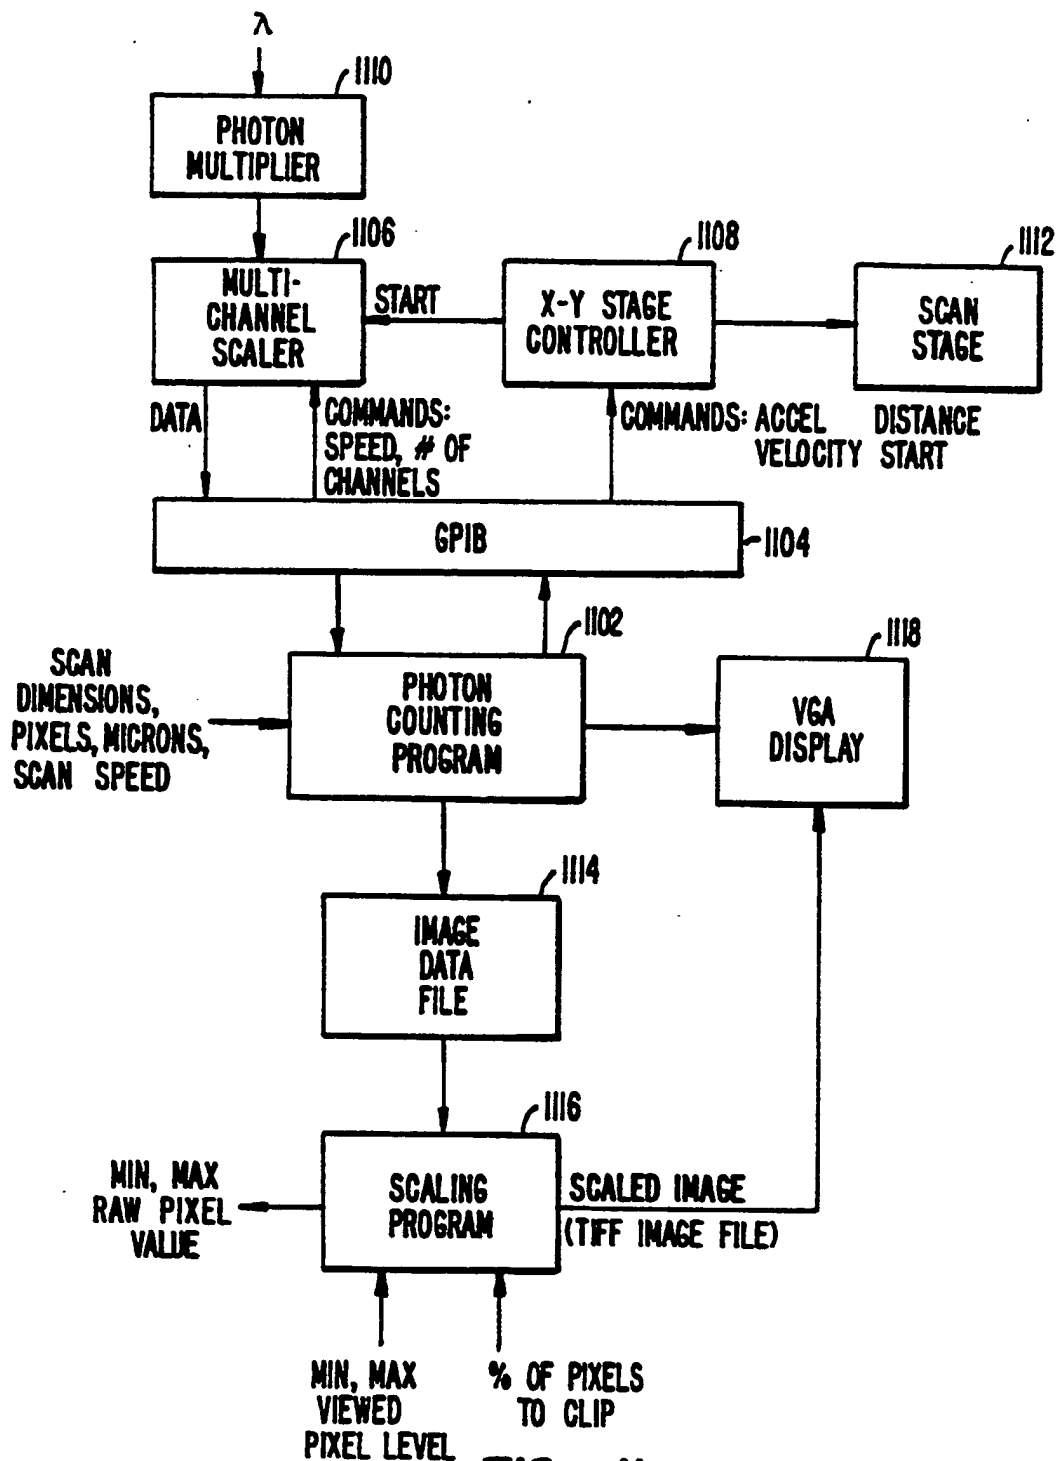 λ
1110
PHOTON
MULTIPLIER
1106
MULTI-
CHANNEL
SCALER
START
1108
X-Y STAGE
CONTROLLER
1112
SCAN
STAGE
DATA
COMMANDS:
SPEED, # OF
CHANNELS
COMMANDS: ACCEL DISTANCE
VELOCITY START
GPIB
1104
1102
SCAN
DIMENSIONS,
PIXELS, MICRONS,
SCAN SPEED
PHOTON
COUNTING
PROGRAM
1118
VGA
DISPLAY
1114
IMAGE
DATA
FILE
1116
SCALING
PROGRAM
MIN, MAX
RAW PIXEL
VALUE
SCALED IMAGE
(TIFF IMAGE FILE)
MIN, MAX
VIEWED
PIXEL LEVEL
% OF PIXELS
TO CLIP